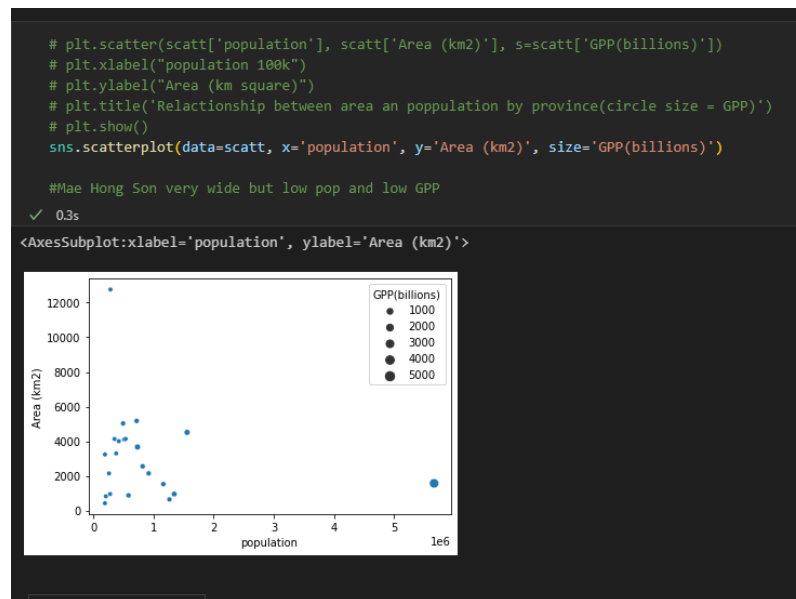 # plt.scatter(scatt['population'], scatt['Area (km2)'], s=scatt['GPP(billions)'])
# plt.xlabel("population 100k")
# plt.ylabel("Area (km square)")
# plt.title('Relactionship between area an poppulation by province(circle size = GPP)')
# plt.show()
sns.scatterplot(data=scatt, x='population', y='Area (km2)', size='GPP(billions)')
#Mae Hong Son very wide but low pop and low GPP
✓ 0.3s
<AxesSubplot:xlabel='population', ylabel='Area (km2)'>
GPP(billions)
1000
2000
3000
4000
5000
12000
10000
8000
6000
4000
2000
0
Area (km2)
0 1 2 3 4 5
1e6
population